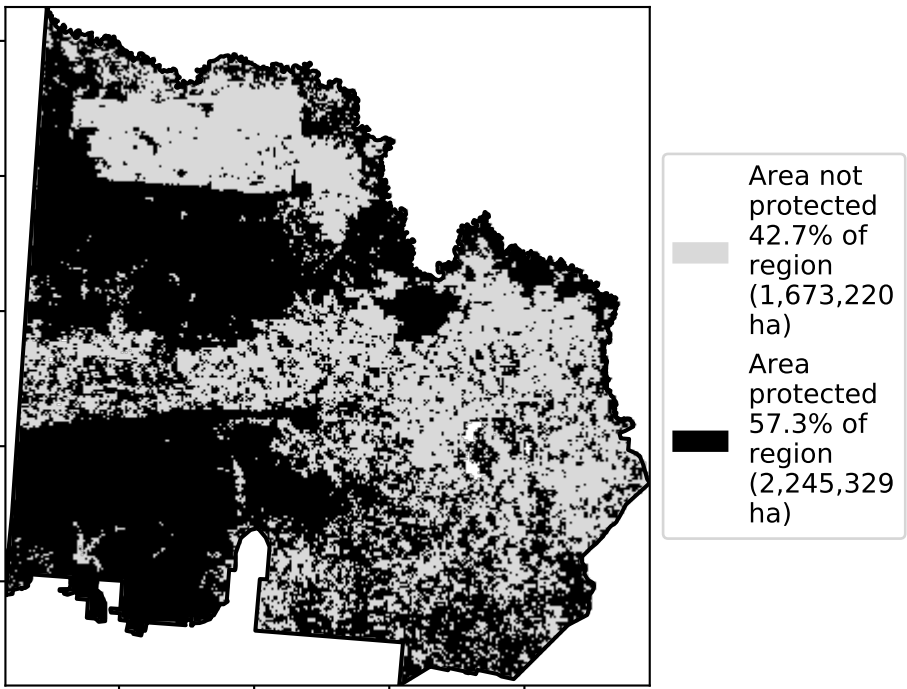 Area not
protected
42.7% of
region
(1,673,220
ha)
Area
protected
57.3% of
region
(2,245,329
ha)